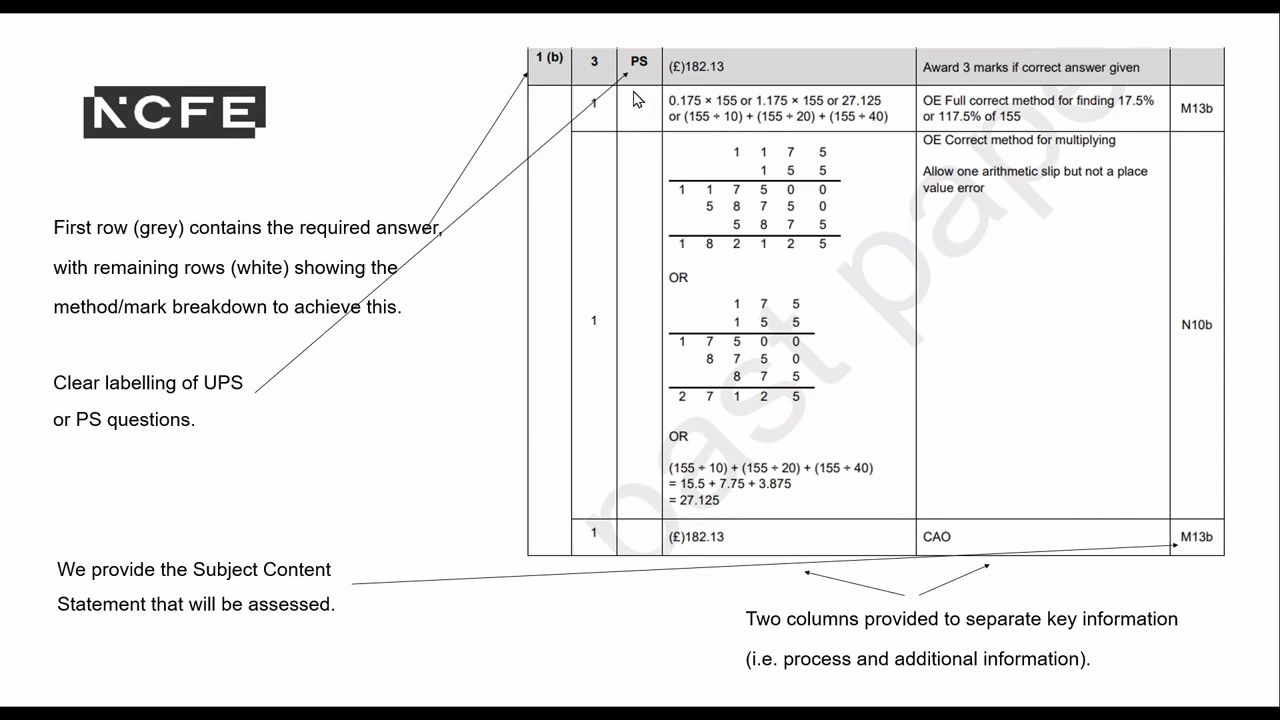 NCFE
First row (grey) contains the required answer,
with remaining rows (white) showing the
method/mark breakdown to achieve this.
Clear labelling of UPS
or PS questions.
We provide the Subject Content
Statement that will be assessed.
1 (b) 3 PS (£)182.13 Award 3 marks if correct answer given
1 0.175 × 155 or 1.175 × 155 or 27.125 OE Full correct method for finding 17.5% M13b
or (155 ÷ 10) + (155 ÷ 20) + (155 ÷ 40) or 117.5% of 155
OE Correct method for multiplying
1 1 7 5
1 5 5 Allow one arithmetic slip but not a place
1 1 7 5 0 0 value error
5 8 7 5 0
5 8 7 5
1 8 2 1 2 5
OR
1 7 5
1 1 5 5 N10b
1 7 5 0 0
8 7 5 0
8 7 5
2 7 1 2 5
OR
(155 ÷ 10) + (155 ÷ 20) + (155 ÷ 40)
= 15.5 + 7.75 + 3.875
= 27.125
1 (£)182.13 CAO M13b
past pape
Two columns provided to separate key information
(i.e. process and additional information).